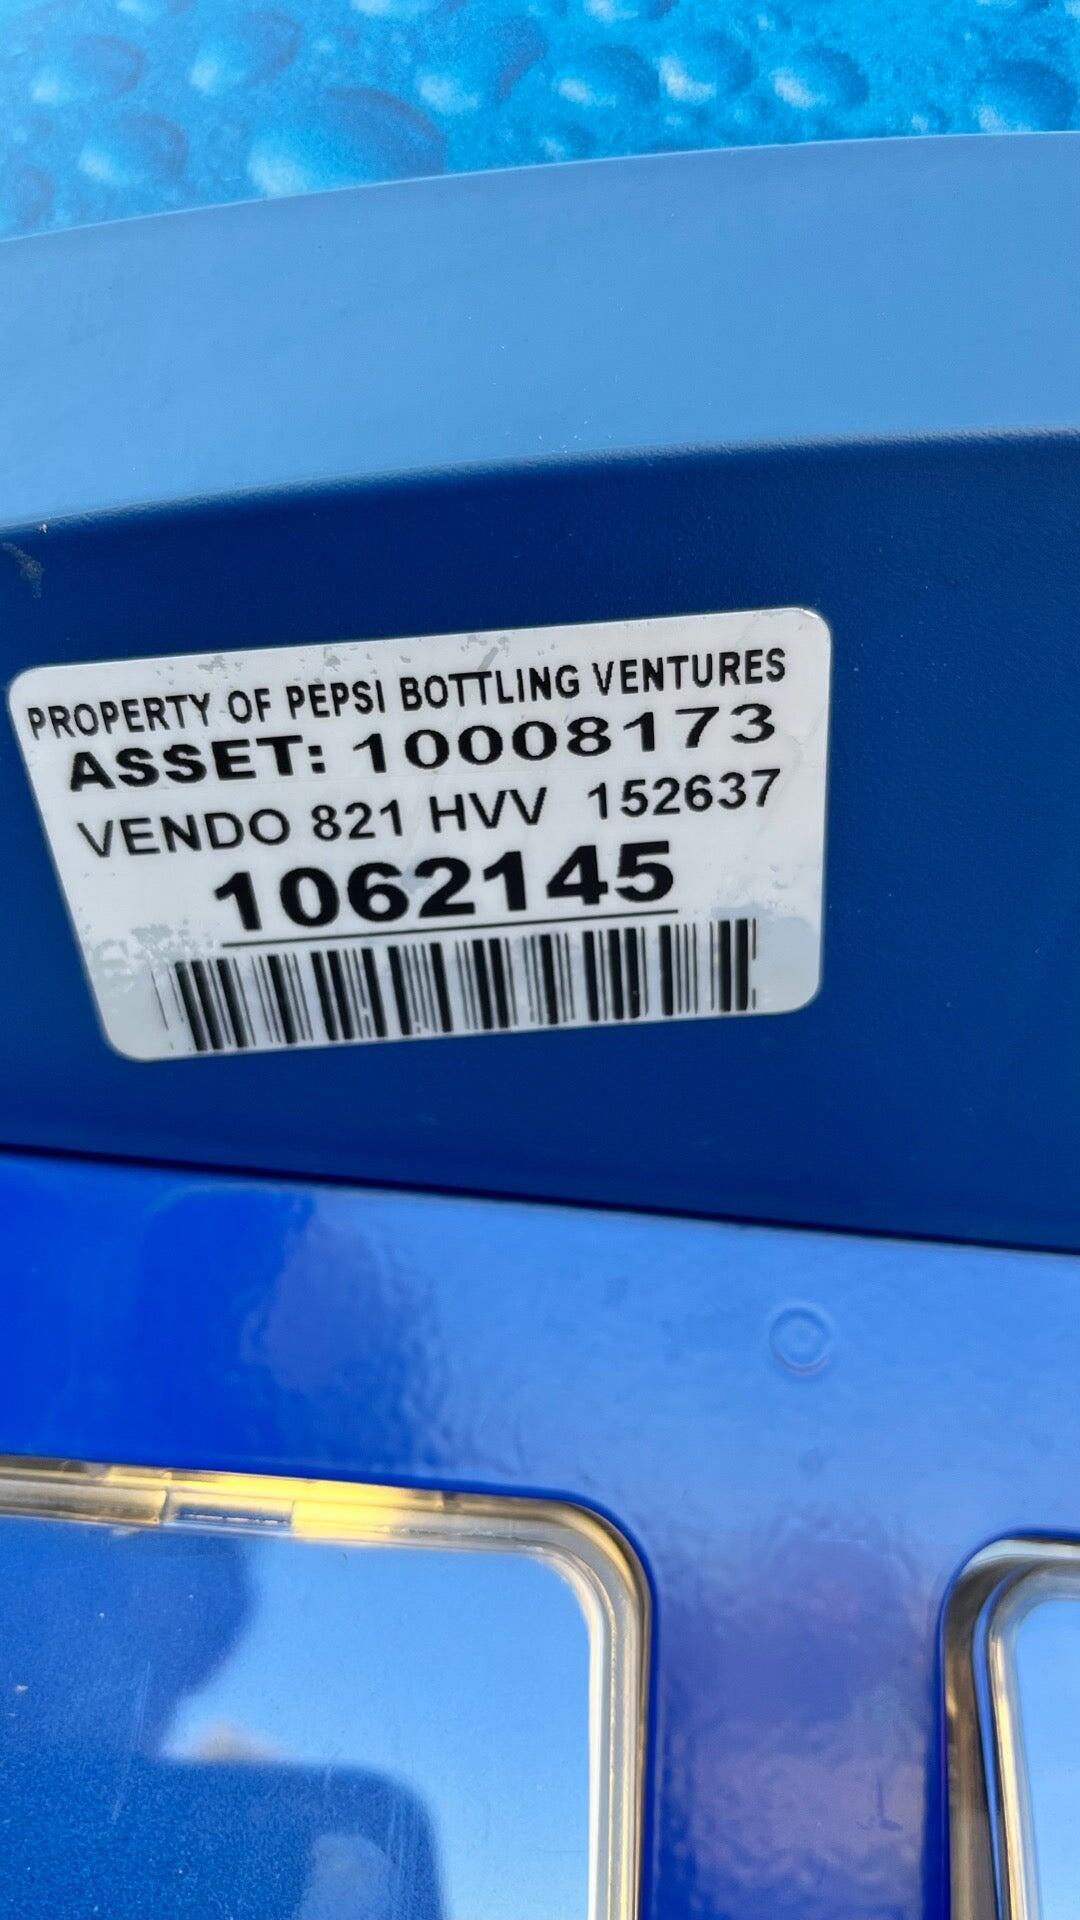 PROPERTY OF PEPSI BOTTLING VENTURES
ASSET: 10008173
VENDO 821 HVV 152637
1062145